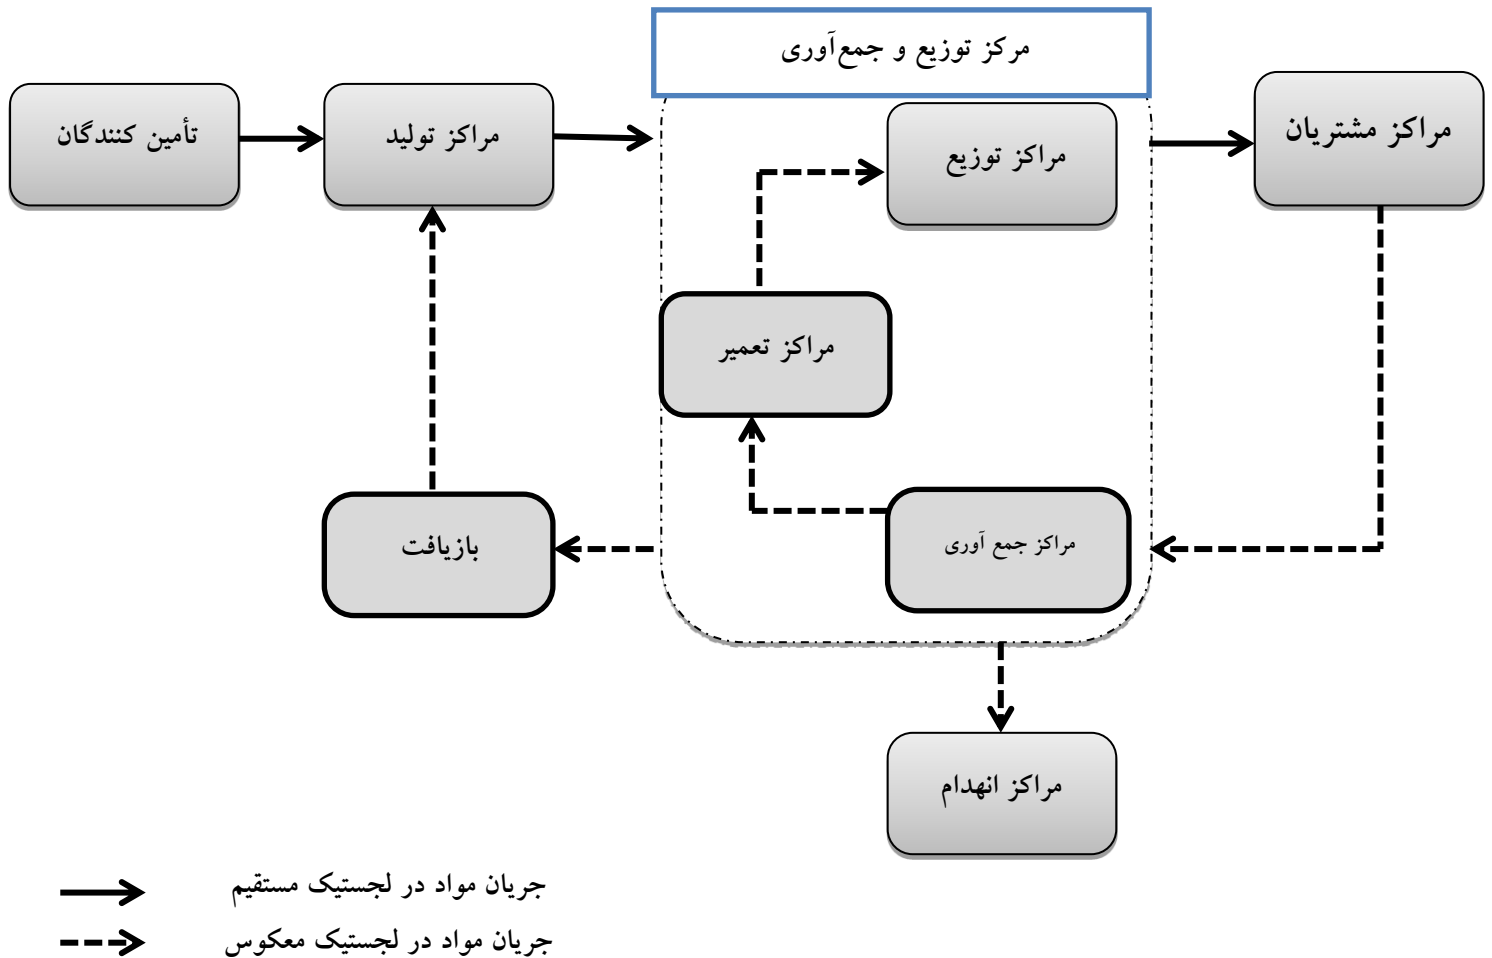 مرکز توزیع و جمع‌آوری
تأمین کنندگان
مراکز تولید
مراکز توزیع
مراکز مشتریان
مراکز تعمیر
بازیافت
مراکز جمع آوری
مراکز انهدام
جریان مواد در لجستیک مستقیم
جریان مواد در لجستیک معکوس